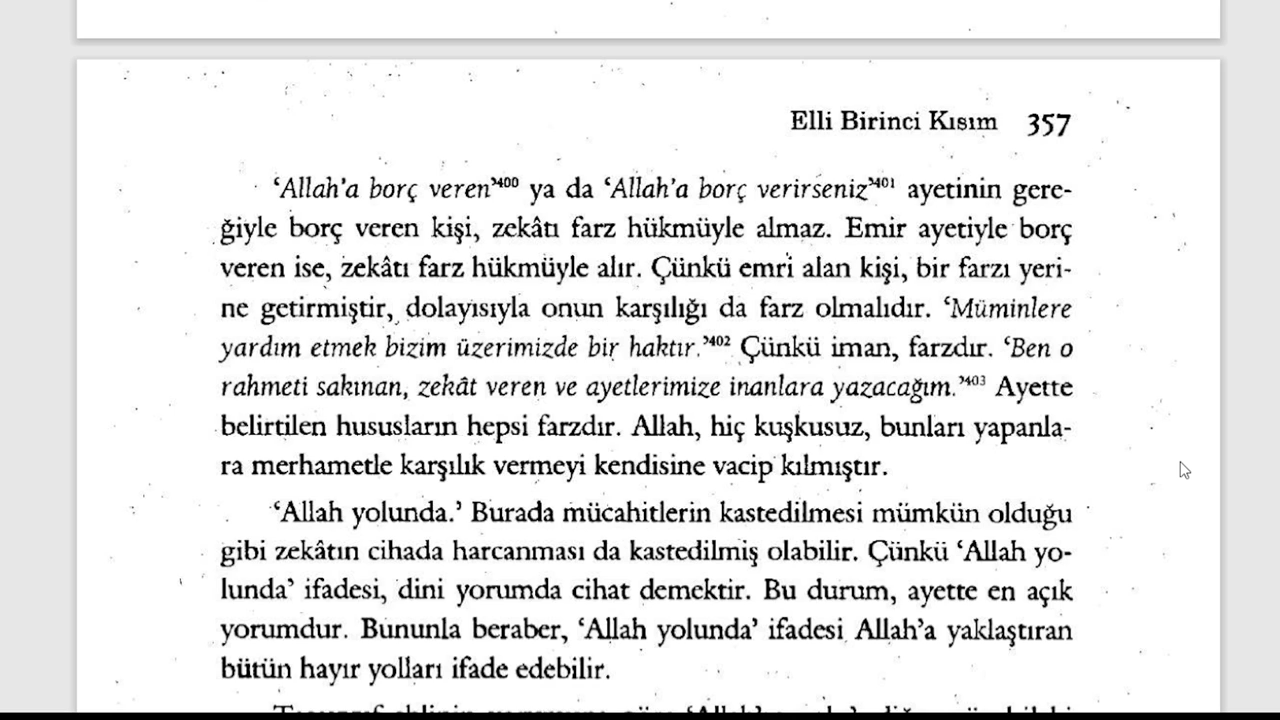 Elli Birinci Kısım 357
‘Allah’a borç veren’⁴⁰⁰ ya da ‘Allah’a borç verirseniz’⁴⁰¹ ayetinin gere-
ğiyle borç veren kişi, zekâtı farz hükmüyle almaz. Emir ayetiyle borç
veren ise, zekâtı farz hükmüyle alır. Çünkü emri alan kişi, bir farzı yeri-
ne getirmiştir, dolayısıyla onun karşılığı da farz olmalıdır. ‘Müminlere
yardım etmek bizim üzerimizde bir haktır.’⁴⁰² Çünkü iman, farzdır. ‘Ben o
rahmeti sakınan, zekât veren ve ayetlerimize inanlara yazacağım.’⁴⁰³ Ayette
belirtilen hususların hepsi farzdır. Allah, hiç kuşkusuz, bunları yapanla-
ra merhametle karşılık vermeyi kendisine vacip kılmıştır.
‘Allah yolunda.’ Burada mücahitlerin kastedilmesi mümkün olduğu
gibi zekâtın cihada harcanması da kastedilmiş olabilir. Çünkü ‘Allah yo-
lunda’ ifadesi, dini yorumda cihat demektir. Bu durum, ayette en açık
yorumdur. Bununla beraber, ‘Allah yolunda’ ifadesi Allah’a yaklaştıran
bütün hayır yolları ifade edebilir.